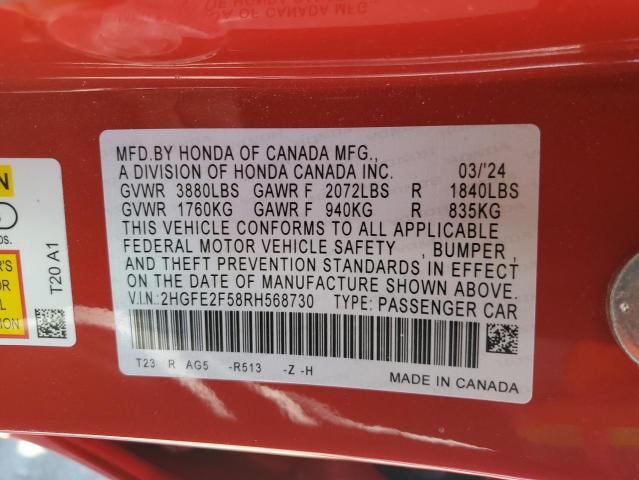 MFD.BY HONDA OF CANADA MFG.,
A DIVISION OF HONDA CANADA INC. 03/'24
GVWR 3880LBS GAWR F 2072LBS R 1840LBS
GVWR 1760KG GAWR F 940KG R 835KG
THIS VEHICLE CONFORMS TO ALL APPLICABLE
FEDERAL MOTOR VEHICLE SAFETY , BUMPER ,
AND THEFT PREVENTION STANDARDS IN EFFECT
ON THE DATE OF MANUFACTURE SHOWN ABOVE.
V.I.N.:2HGFE2F58RH568730 TYPE: PASSENGER CAR
T23 R AG5 -R513 -Z -H
MADE IN CANADA
T20 A1